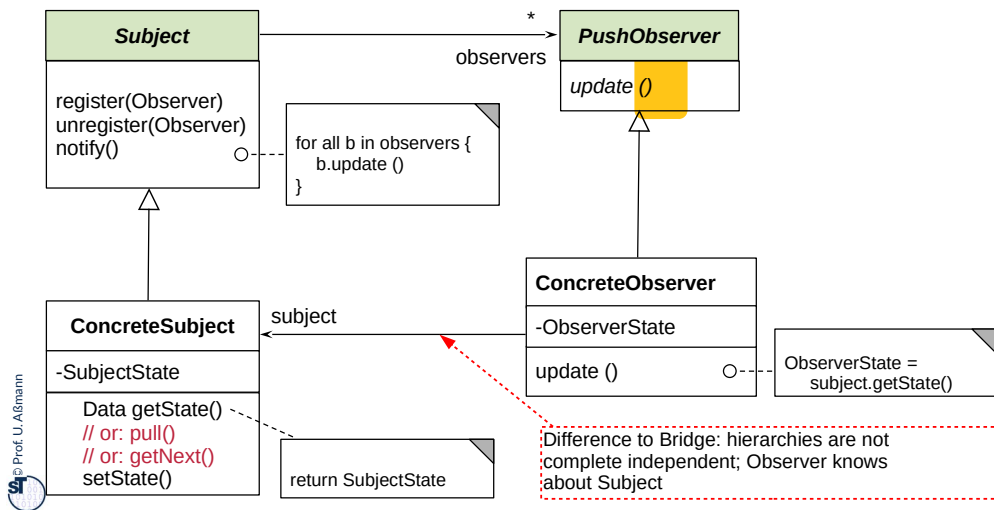 Subject
register(Observer)
unregister(Observer)
notify()
*
observers
PushObserver
update ()
for all b in observers {
b.update ()
}
ConcreteSubject
-SubjectState
Data getState()
// or: pull()
// or: getNext()
setState()
subject
ConcreteObserver
-ObserverState
update ()
ObserverState =
subject.getState()
return SubjectState
Difference to Bridge: hierarchies are not
complete independent; Observer knows
about Subject
© Prof. U. Aßmann
ST